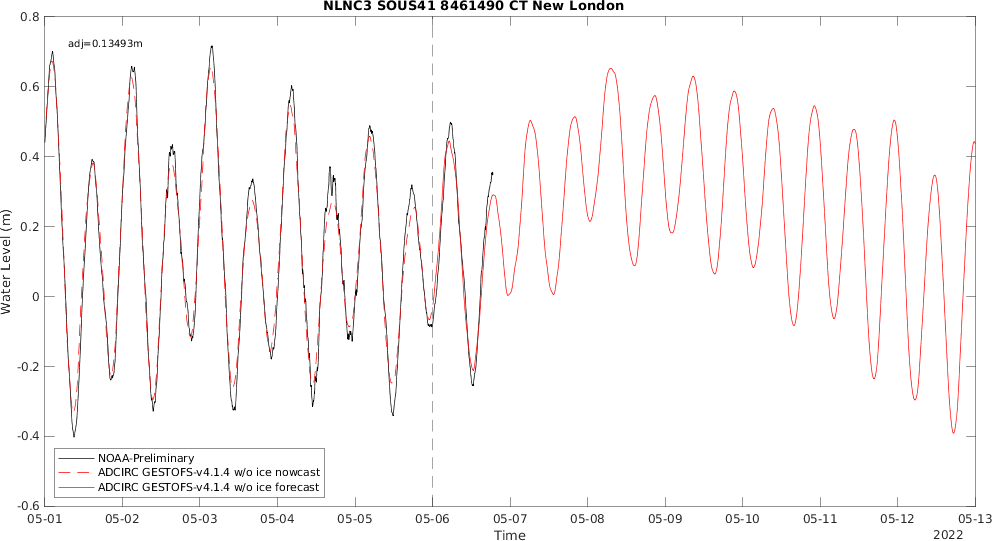 NLNC3 SOUS41 8461490 CT New London
adj=0.13493m
0.8
0.6
0.4
0.2
0
-0.2
-0.4
-0.6
Water Level (m)
NOAA-Preliminary
ADCIRC GESTOFS-v4.1.4 w/o ice nowcast
ADCIRC GESTOFS-v4.1.4 w/o ice forecast
05-01 05-02 05-03 05-04 05-05 05-06 05-07 05-08 05-09 05-10 05-11 05-12 05-13
Time
2022